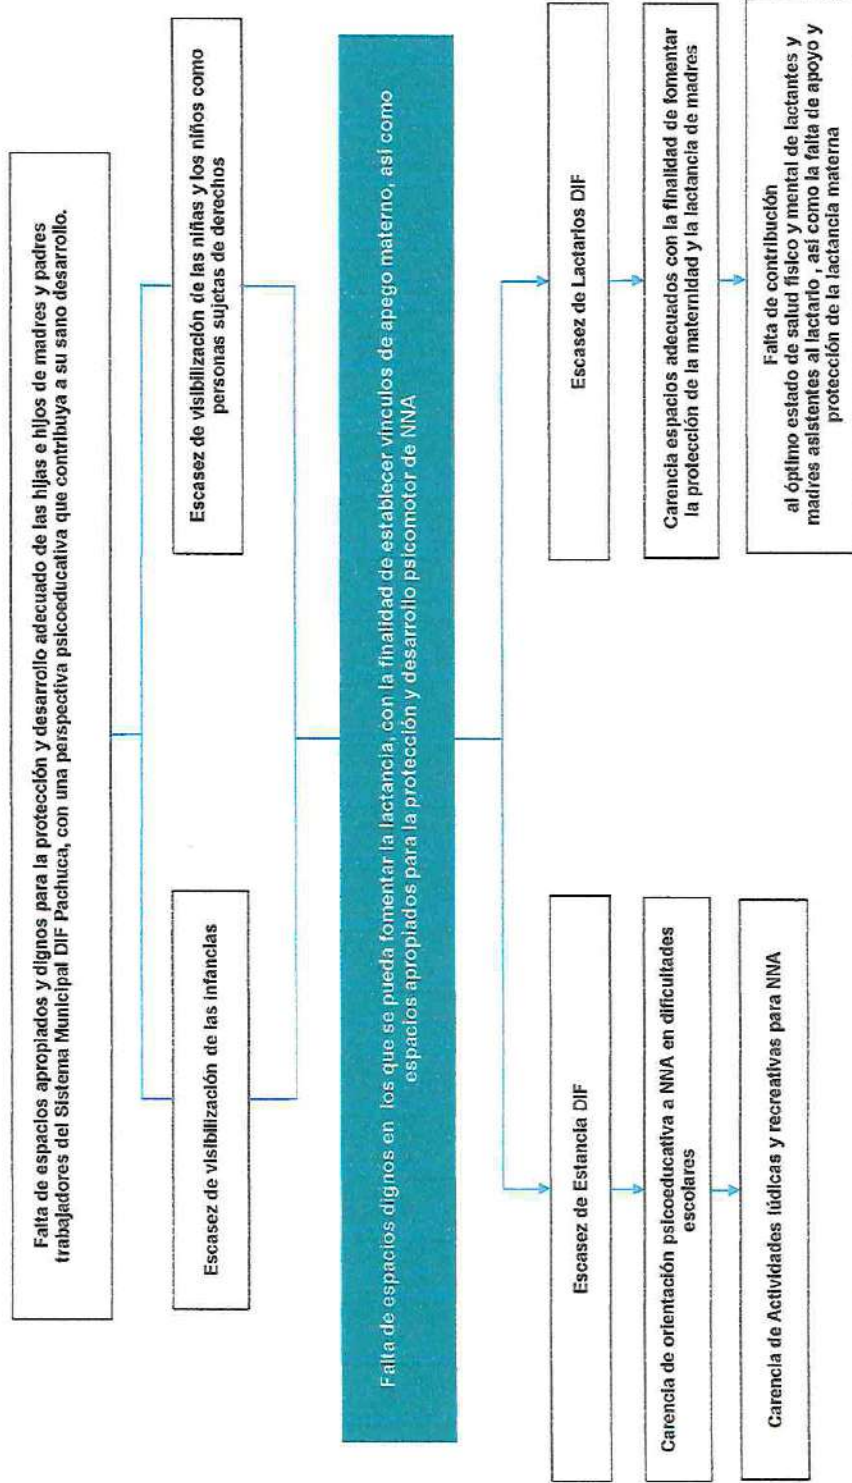 Falta de espacios apropiados y dignos para la protección y desarrollo adecuado de las hijas e hijos de madres y padres
trabajadores del Sistema Municipal DIF Pachuca, con una perspectiva psicoeducativa que contribuya a su sano desarrollo.
Escasez de visibilización de las infancias
Escasez de visibilización de las niñas y los niños como
personas sujetas de derechos
Falta de espacios dignos en los que se pueda fomentar la lactancia, con la finalidad de establecer vínculos de apego materno, así como
espacios apropiados para la protección y desarrollo psicomotor de NNA
Escasez de Estancia DIF
Carencia de orientación psicoeducativa a NNA en dificultades
escolares
Carencia de Actividades lúdicas y recreativas para NNA
Escasez de Lactarios DIF
Carencia espacios adecuados con la finalidad de fomentar
la protección de la maternidad y la lactancia de madres
Falta de contribución
al óptimo estado de salud físico y mental de lactantes y
madres asistentes al lactario , así como la falta de apoyo y
protección de la lactancia materna